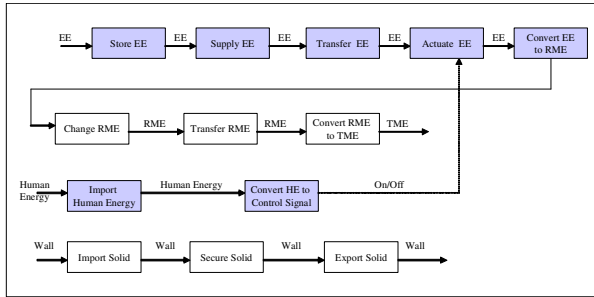 EE EE EE EE EE
Store EE Supply EE Transfer EE Actuate EE Convert EE
to RME
RME RME TME
Change RME Transfer RME Convert RME
to TME
Human
Energy
Import
Human Energy
Human Energy
Convert HE to
Control Signal
On/Off
Wall Wall Wall Wall
Import Solid Secure Solid Export Solid